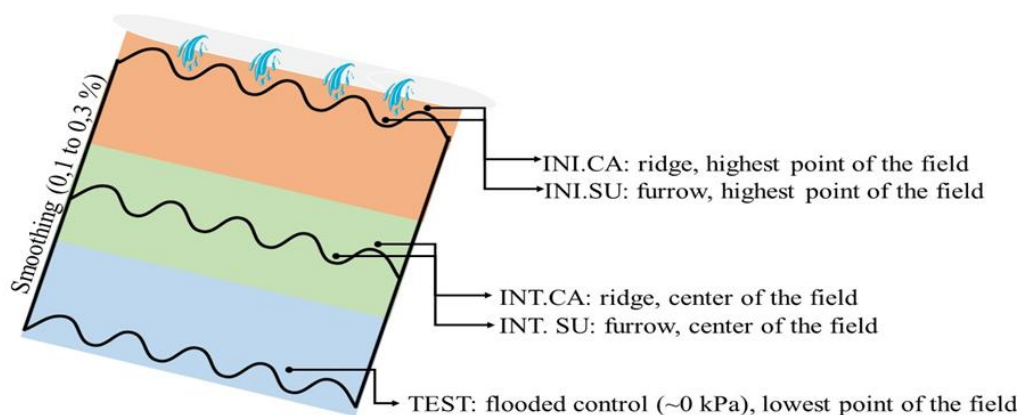 Smoothing (0,1 to 0,3 %)
INI.CA: ridge, highest point of the field
INI.SU: furrow, highest point of the field
INT.CA: ridge, center of the field
INT. SU: furrow, center of the field
TEST: flooded control (~0 kPa), lowest point of the field